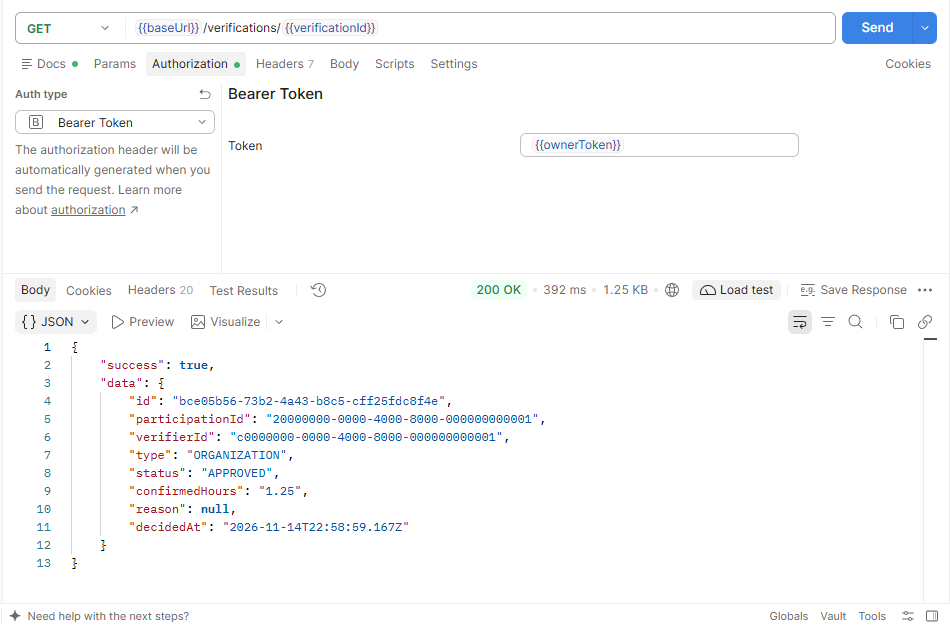 GET {{baseUrl}} /verifications/ {{verificationId}} Send
Docs Params Authorization Headers 7 Body Scripts Settings Cookies
Auth type
Bearer Token
B Bearer Token
The authorization header will be
automatically generated when you
send the request. Learn more
about authorization ↗
Token {{ownerToken}}
Body Cookies Headers 20 Test Results 200 OK • 392 ms • 1.25 KB • Load test e.g. Save Response •••
{} JSON Preview Visualize
1 {
2 "success": true,
3 "data": {
4 "id": "bce05b56-73b2-4a43-b8c5-cff25fdc8f4e",
5 "participationId": "20000000-0000-4000-8000-000000000001",
6 "verifierId": "c0000000-0000-4000-8000-000000000001",
7 "type": "ORGANIZATION",
8 "status": "APPROVED",
9 "confirmedHours": "1.25",
10 "reason": null,
11 "decidedAt": "2026-11-14T22:58:59.167Z"
12 }
13 }
Need help with the next steps? Globals Vault Tools